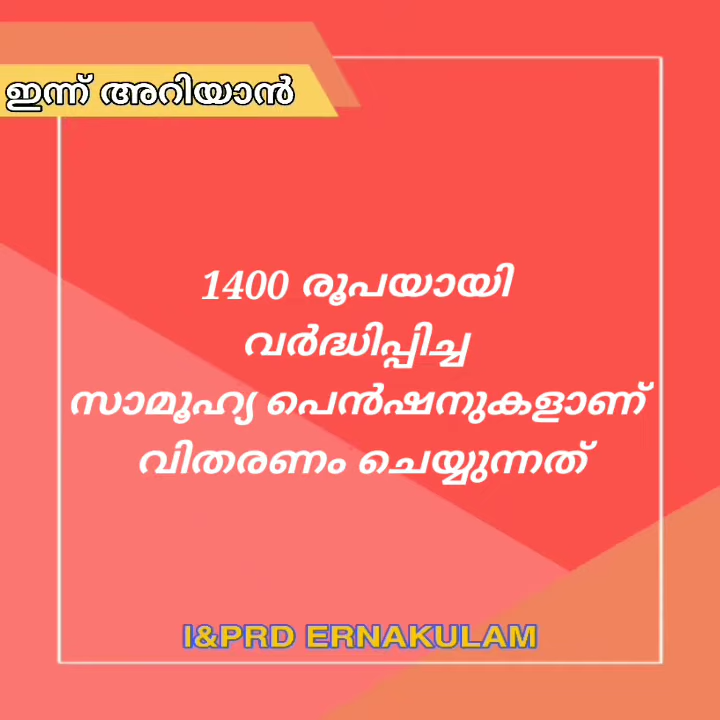 ഇന്ന് അറിയാൻ
1400 രൂപയായി
വർദ്ധിപ്പിച്ച
സാമൂഹ്യ പെൻഷനുകളാണ്
വിതരണം ചെയ്യുന്നത്
I&PRD ERNAKULAM